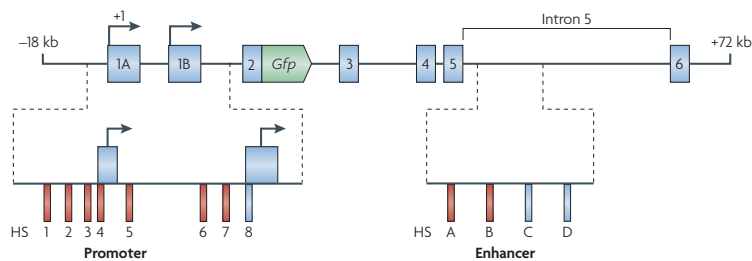 Intron 5
+1
–18 kb
+72 kb
1A 1B 2 Gfp 3 4 5 6
HS 1 2 3 4 5 6 7 8
HS A B C D
Promoter
Enhancer